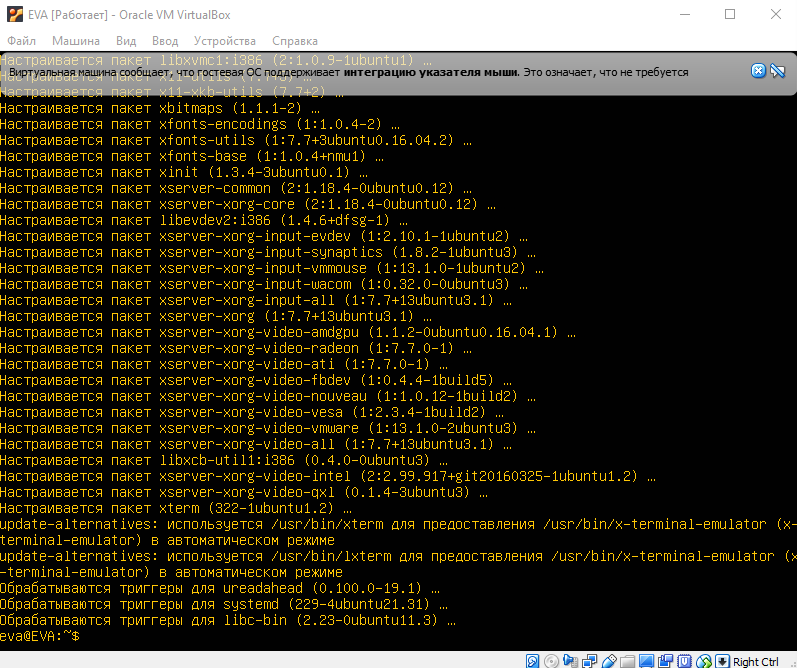 EVA [Работает] - Oracle VM VirtualBox
Файл Машина Вид Ввод Устройства Справка
Настраивается пакет libxvmc1:i386 (2:1.0.9-1ubuntu1) …
Виртуальная машина сообщает, что гостевая ОС поддерживает интеграцию указателя мыши. Это означает, что не требуется
Настраивается пакет x11-xkb-utils (7.7+2) …
Настраивается пакет xbitmaps (1.1.1-2) …
Настраивается пакет xfonts-encodings (1:1.0.4-2) …
Настраивается пакет xfonts-utils (1:7.7+3ubuntu0.16.04.2) …
Настраивается пакет xfonts-base (1:1.0.4+nmu1) …
Настраивается пакет xinit (1.3.4-3ubuntu0.1) …
Настраивается пакет xserver-common (2:1.18.4-0ubuntu0.12) …
Настраивается пакет xserver-xorg-core (2:1.18.4-0ubuntu0.12) …
Настраивается пакет libevdev2:i386 (1.4.6+dfsg-1) …
Настраивается пакет xserver-xorg-input-evdev (1:2.10.1-1ubuntu2) …
Настраивается пакет xserver-xorg-input-synaptics (1.8.2-1ubuntu3) …
Настраивается пакет xserver-xorg-input-vmmouse (1:13.1.0-1ubuntu2) …
Настраивается пакет xserver-xorg-input-wacom (1:0.32.0-0ubuntu3) …
Настраивается пакет xserver-xorg-input-all (1:7.7+13ubuntu3.1) …
Настраивается пакет xserver-xorg (1:7.7+13ubuntu3.1) …
Настраивается пакет xserver-xorg-video-amdgpu (1.1.2-0ubuntu0.16.04.1) …
Настраивается пакет xserver-xorg-video-radeon (1:7.7.0-1) …
Настраивается пакет xserver-xorg-video-ati (1:7.7.0-1) …
Настраивается пакет xserver-xorg-video-fbdev (1:0.4.4-1build5) …
Настраивается пакет xserver-xorg-video-nouveau (1:1.0.12-1build2) …
Настраивается пакет xserver-xorg-video-vesa (1:2.3.4-1build2) …
Настраивается пакет xserver-xorg-video-vmware (1:13.1.0-2ubuntu3) …
Настраивается пакет xserver-xorg-video-all (1:7.7+13ubuntu3.1) …
Настраивается пакет libxcb-util1:i386 (0.4.0-0ubuntu3) …
Настраивается пакет xserver-xorg-video-intel (2:2.99.917+git20160325-1ubuntu1.2) …
Настраивается пакет xserver-xorg-video-qxl (0.1.4-3ubuntu3) …
Настраивается пакет xterm (322-1ubuntu1.2) …
update-alternatives: используется /usr/bin/xterm для предоставления /usr/bin/x-terminal-emulator (x-
terminal-emulator) в автоматическом режиме
update-alternatives: используется /usr/bin/lxterm для предоставления /usr/bin/x-terminal-emulator (x
-terminal-emulator) в автоматическом режиме
Обрабатываются триггеры для ureadahead (0.100.0-19.1) …
Обрабатываются триггеры для systemd (229-4ubuntu21.31) …
Обрабатываются триггеры для libc-bin (2.23-0ubuntu11.3) …
eva@EVA:~$
Right Ctrl